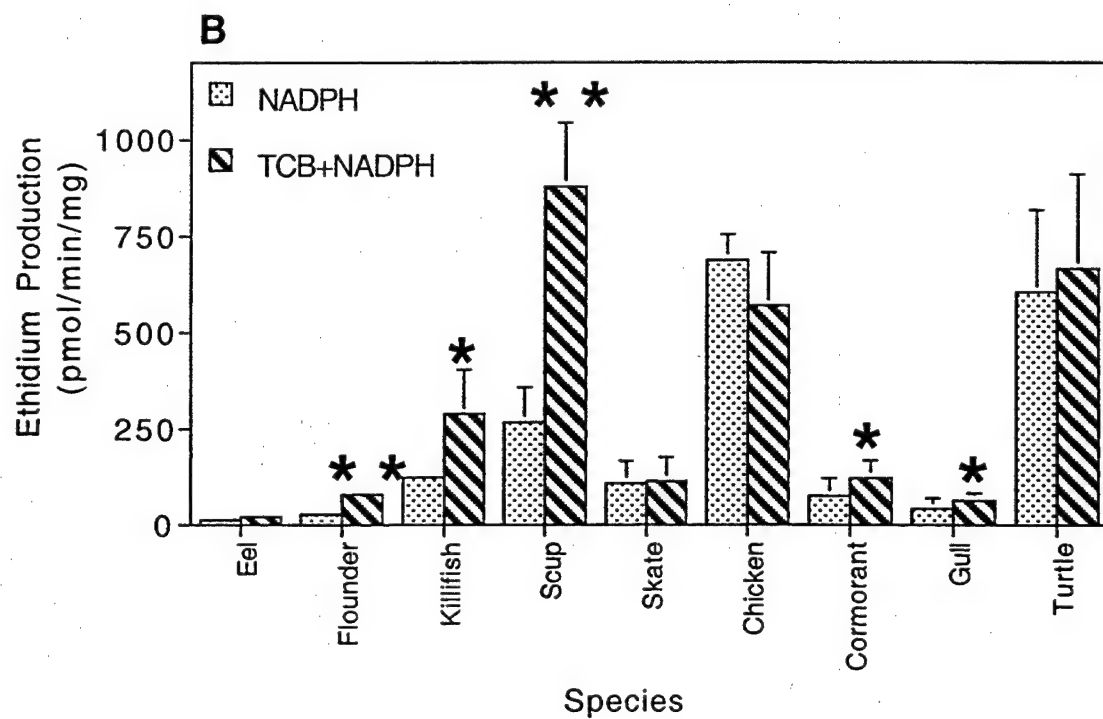 B
NADPH
TCB+NADPH
Ethidium Production
(pmol/min/mg)
1000
750
500
250
0
* *
*
* *
*
*
Eel
Flounder
Killifish
Scup
Skate
Chicken
Cormorant
Gull
Turtle
Species